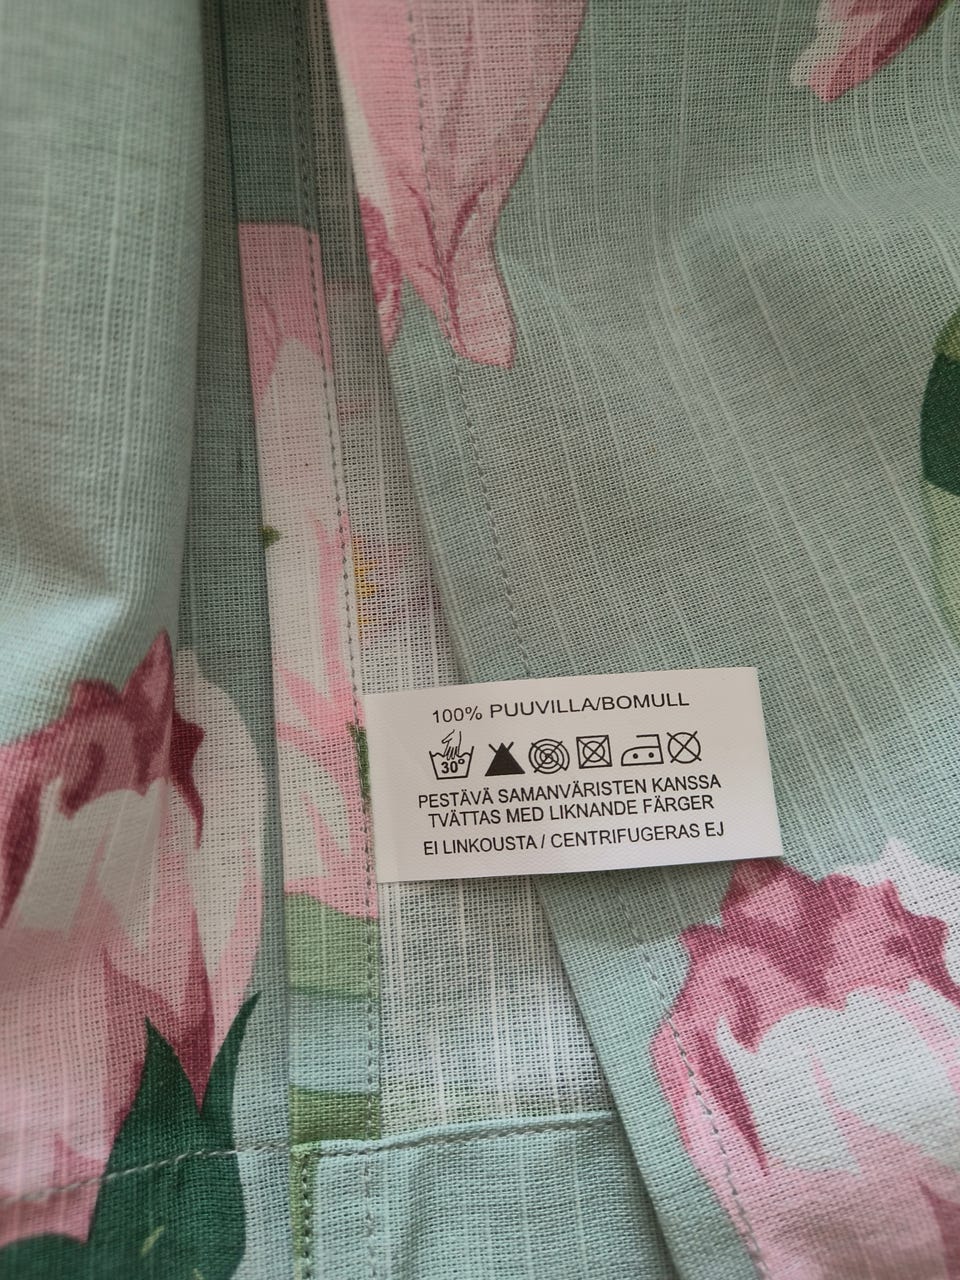 100% PUUVILLA/BOMULL
30°
PESTÄVÄ SAMANVÄRISTEN KANSSA
TVÄTTAS MED LIKNANDE FÄRGER
EI LINKOUSTA / CENTRIFUGERAS EJ